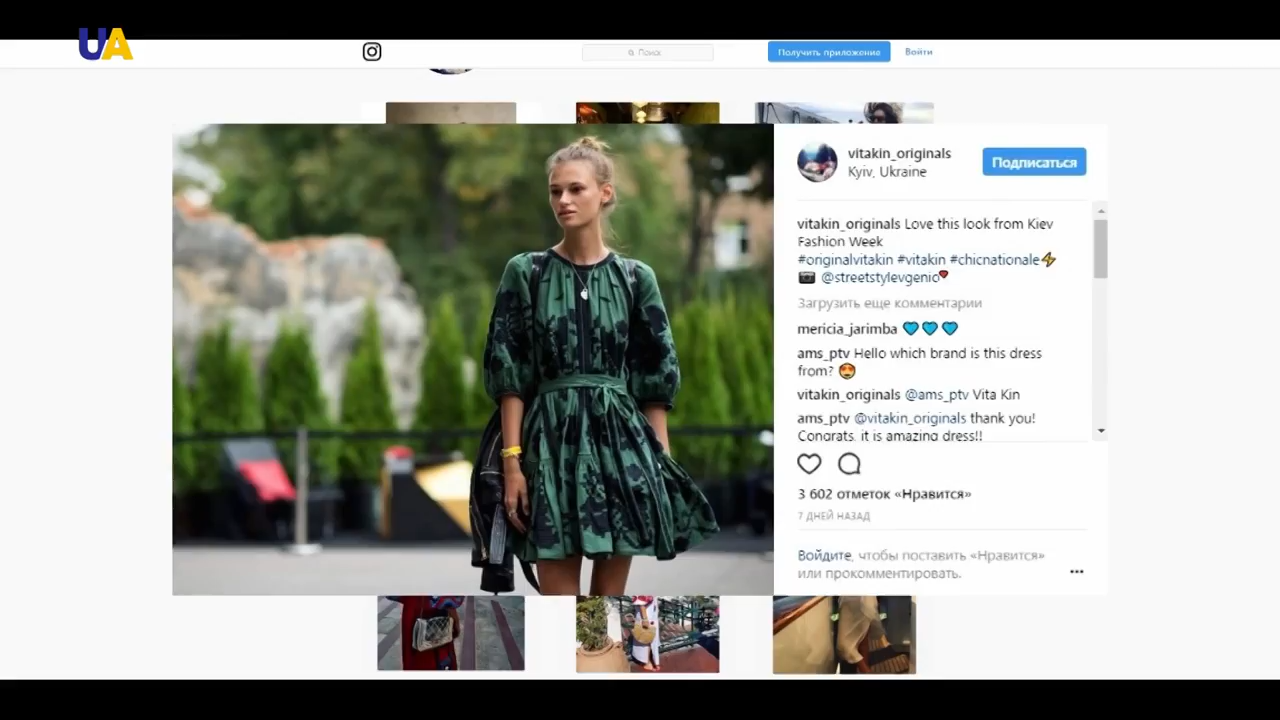 UA
Поиск
Получить приложение
Войти
vitakin_originals
Kyiv, Ukraine
Подписаться
vitakin_originals Love this look from Kiev
Fashion Week
#originalvitakin #vitakin #chicnationale⚡
📷 @streetstylevgenio
Загрузить еще комментарии
mericia_jarimba 💙💙💙
ams_ptv Hello which brand is this dress
from? 😍
vitakin_originals @ams_ptv Vita Kin
ams_ptv @vitakin_originals thank you!
Congrats, it is amazing dress!!
3 602 отметок «Нравится»
7 ДНЕЙ НАЗАД
Войдите, чтобы поставить «Нравится»
или прокомментировать.